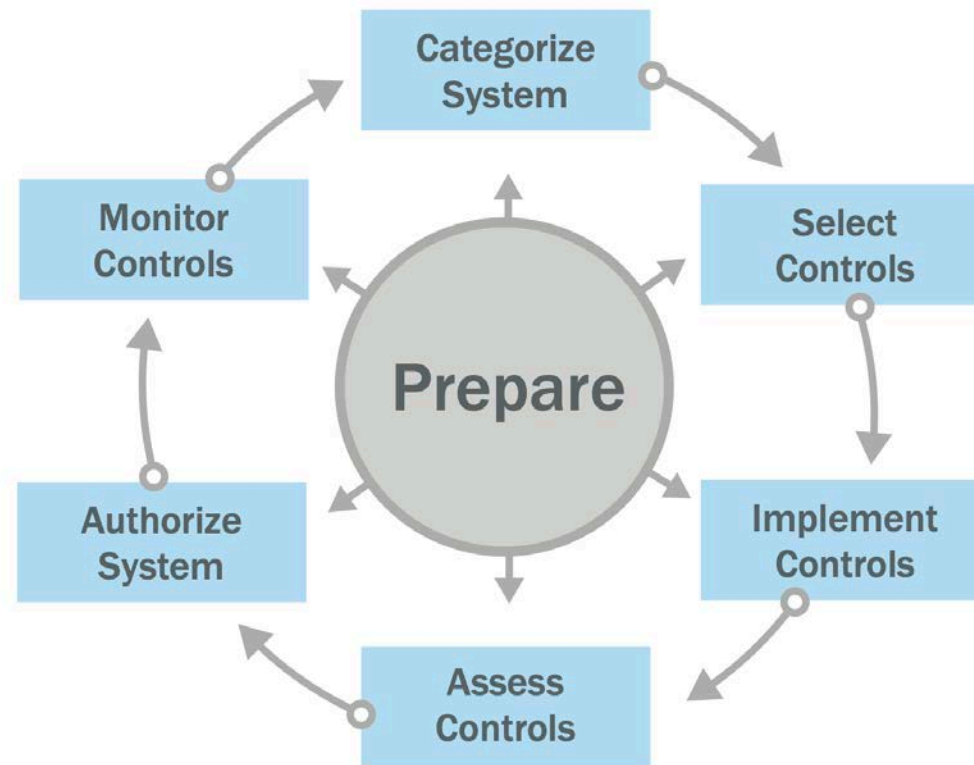 Categorize
System
Select
Controls
Implement
Controls
Assess
Controls
Authorize
System
Monitor
Controls
Prepare